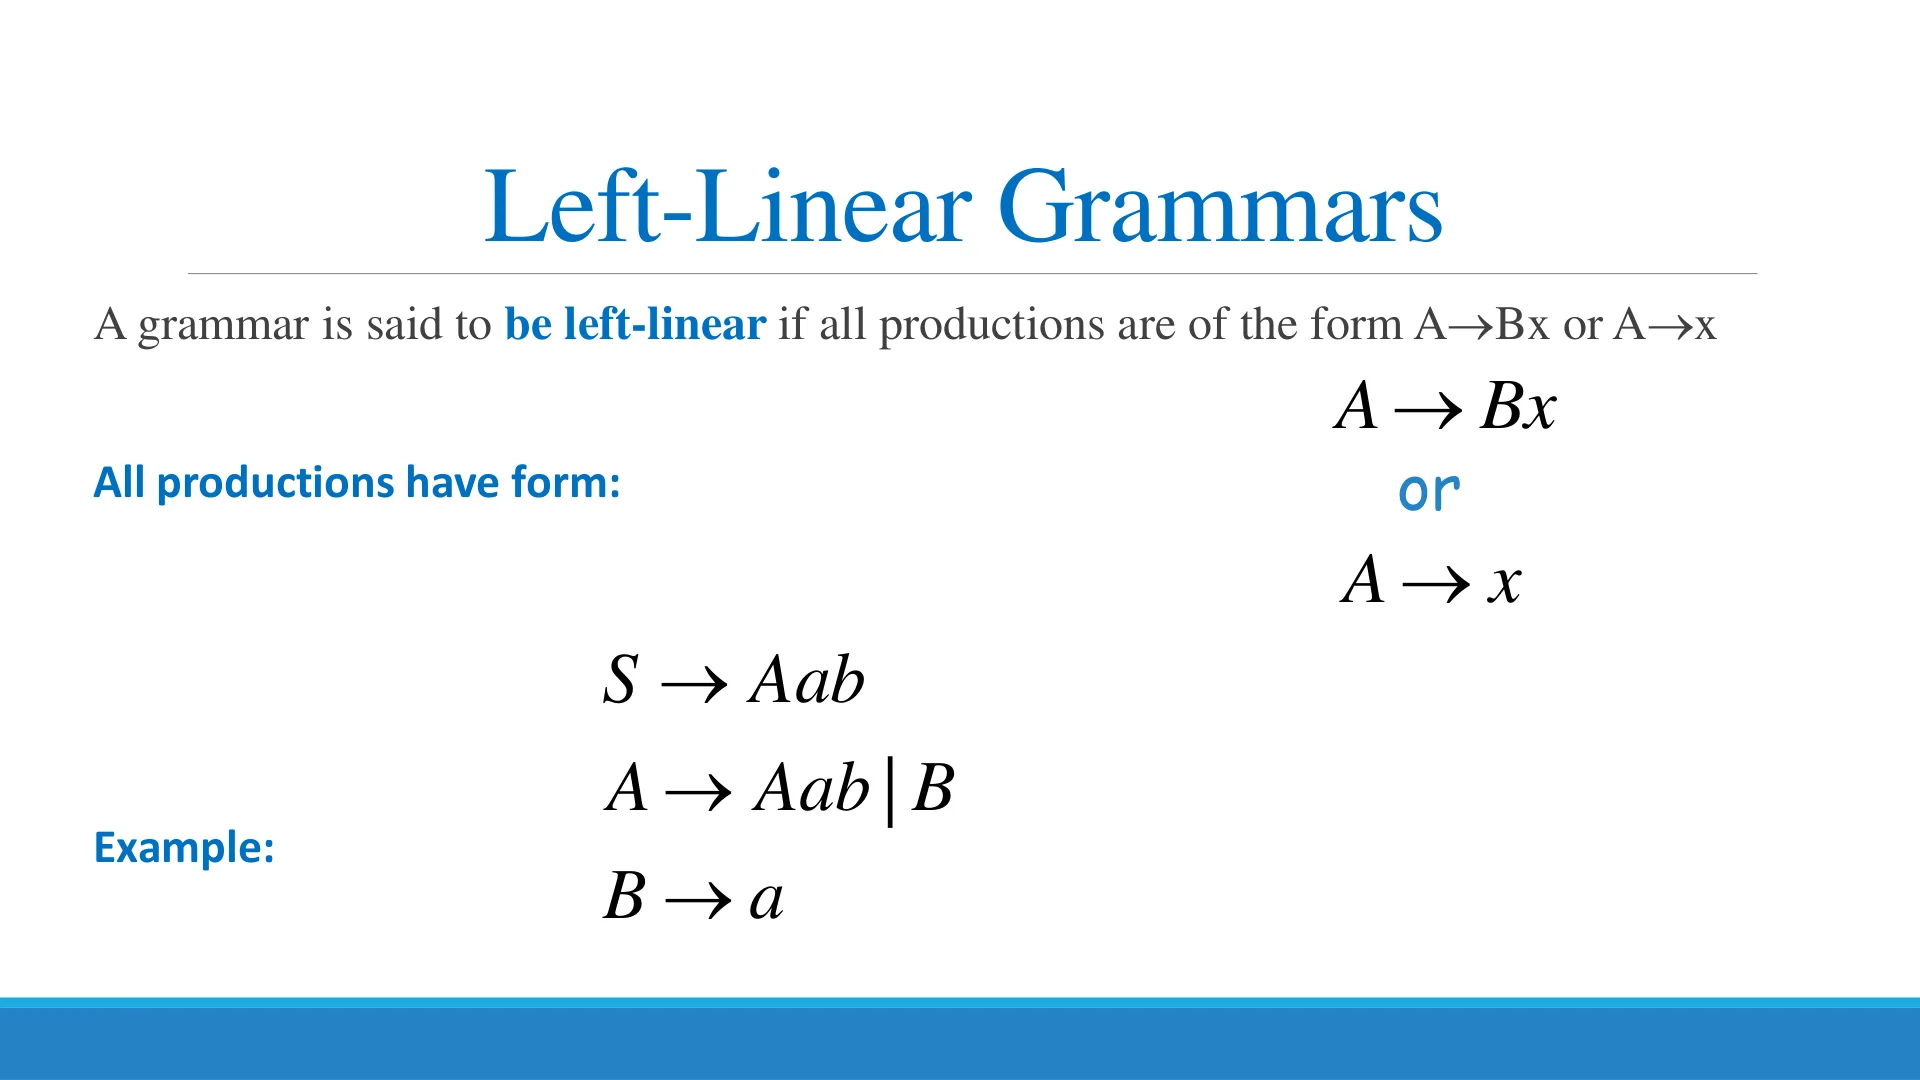 Left-Linear Grammars
A grammar is said to be left-linear if all productions are of the form A→Bx or A→x
A → Bx
All productions have form:
or
A → x
S → Aab
A → Aab | B
Example:
B → a